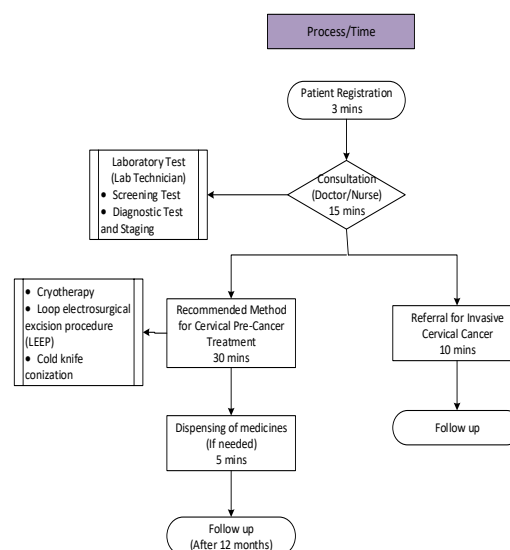 Process/Time
Patient Registration
3 mins
Laboratory Test
(Lab Technician)
● Screening Test
● Diagnostic Test
and Staging
Consultation
(Doctor/Nurse)
15 mins
● Cryotherapy
● Loop electrosurgical
excision procedure
(LEEP)
● Cold knife
conization
Recommended Method
for Cervical Pre-Cancer
Treatment
30 mins
Referral for Invasive
Cervical Cancer
10 mins
Dispensing of medicines
(If needed)
5 mins
Follow up
Follow up
(After 12 months)